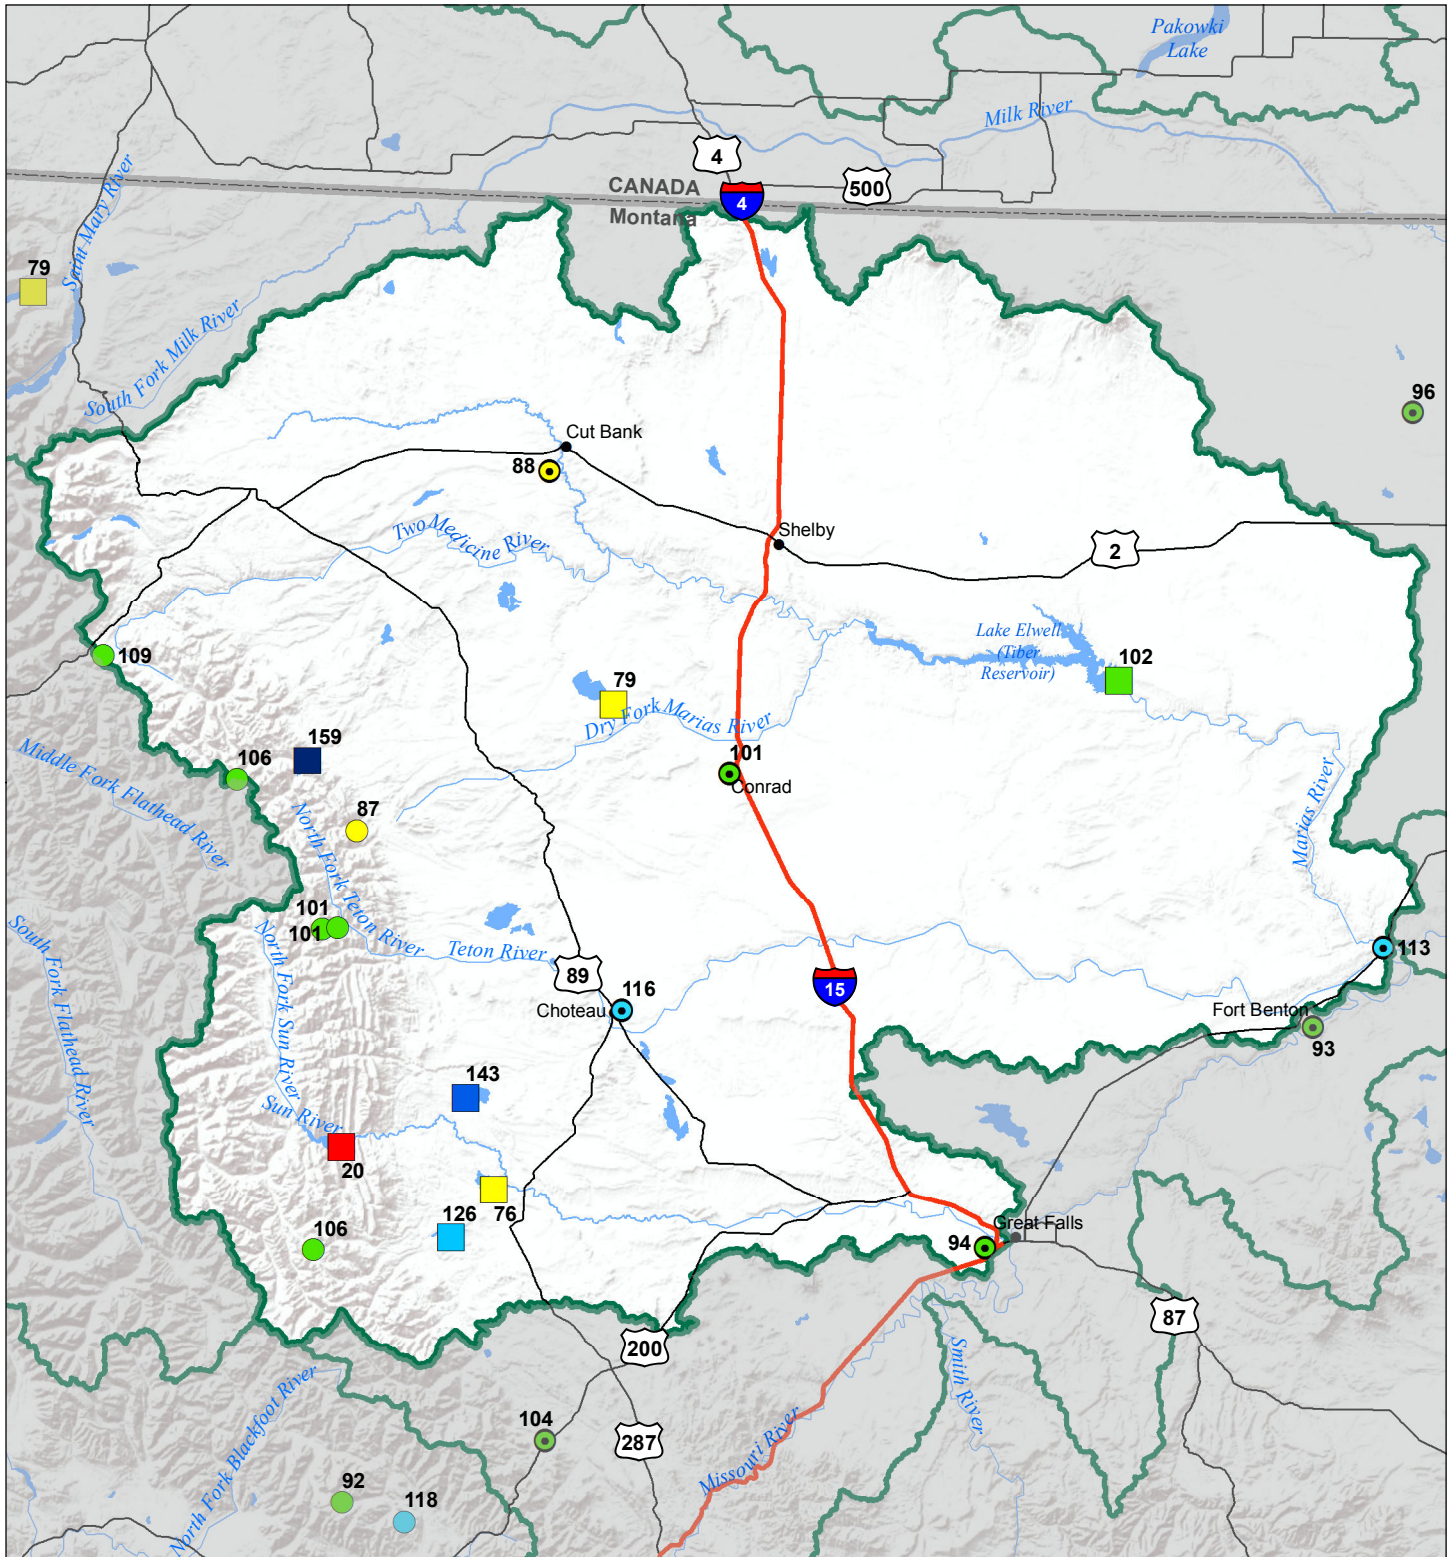 Pakowki
Lake
Milk River
4
CANADA
500
4
Montana
Saint Mary River
79
South Fork Milk River
96
Cut Bank
88
Two Medicine River
Shelby
2
Lake Elwell
(Tiber
Reservoir)
109
102
79
Dry Fork Marias River
Middle Fork Flathead River
159
106
101
Conrad
Marias River
87
North Fork Teton River
101
101
South Fork Flathead River
North Fork Sun River
Teton River
113
89
15
116
Choteau
Fort Benton
93
143
Sun River
20
76
126
106
Great Falls
94
87
200
Smith River
North Fork Blackfoot River
104
287
Missouri River
92
118